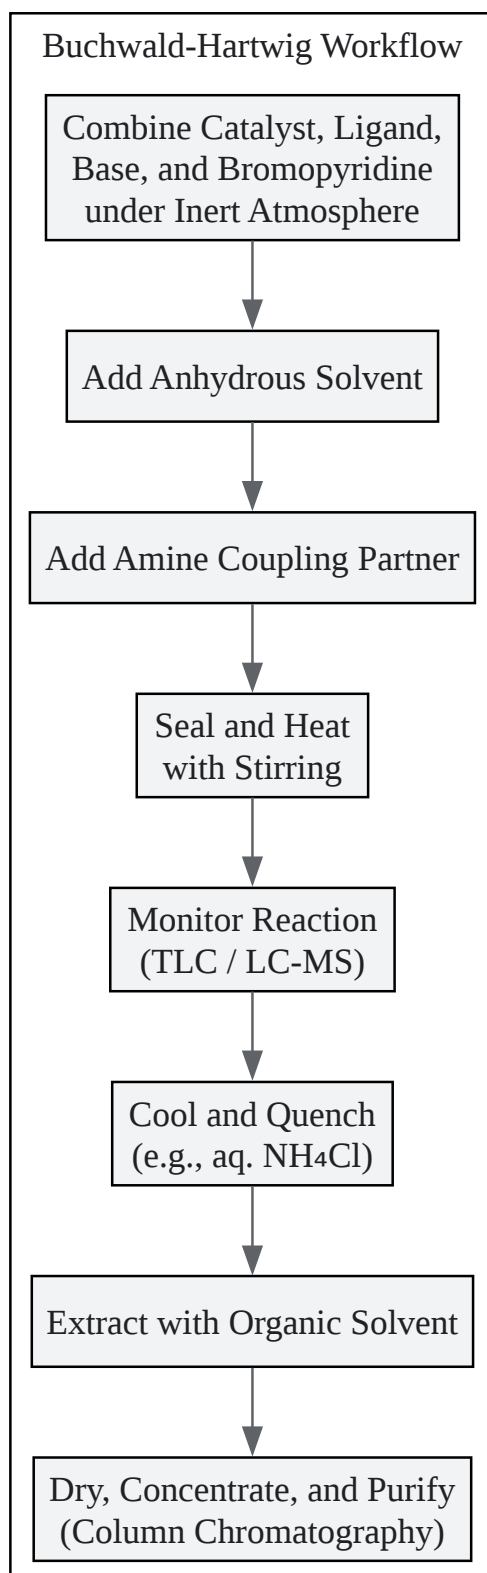 Buchwald-Hartwig Workflow
Combine Catalyst, Ligand,
Base, and Bromopyridine
under Inert Atmosphere
Add Anhydrous Solvent
Add Amine Coupling Partner
Seal and Heat
with Stirring
Monitor Reaction
(TLC / LC-MS)
Cool and Quench
(e.g., aq. NH₄Cl)
Extract with Organic Solvent
Dry, Concentrate, and Purify
(Column Chromatography)